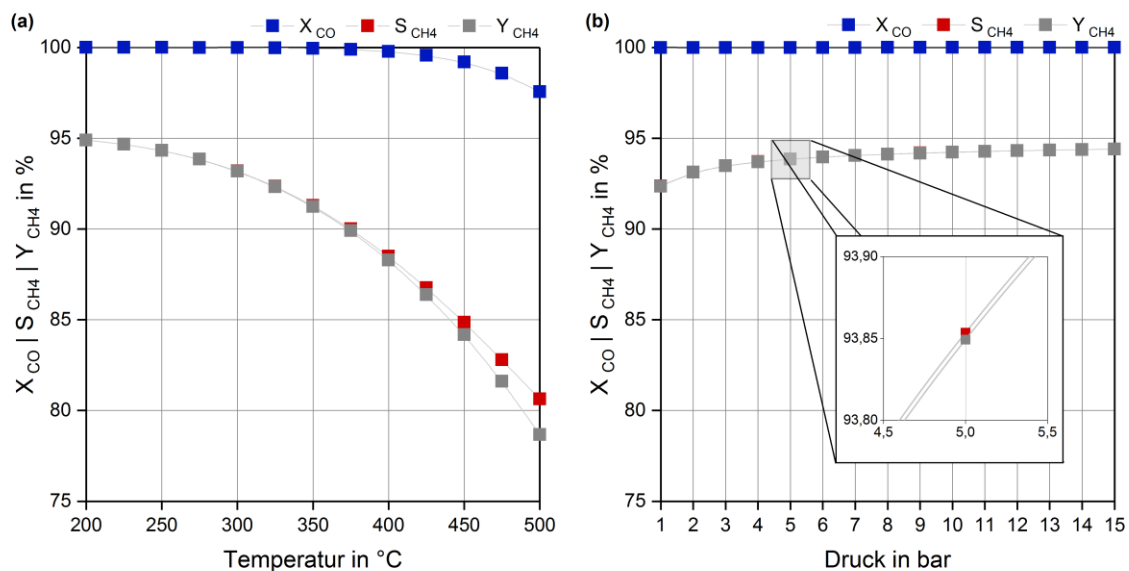 (a)
X CO
S CH4
Y CH4
X CO | S CH4 | Y CH4 in %
100
95
90
85
80
75
200 250 300 350 400 450 500
Temperatur in °C
(b)
X CO
S CH4
Y CH4
X CO | S CH4 | Y CH4 in %
100
95
90
85
80
75
93,90
93,85
93,80
4,5 5,0 5,5
1 2 3 4 5 6 7 8 9 10 11 12 13 14 15
Druck in bar